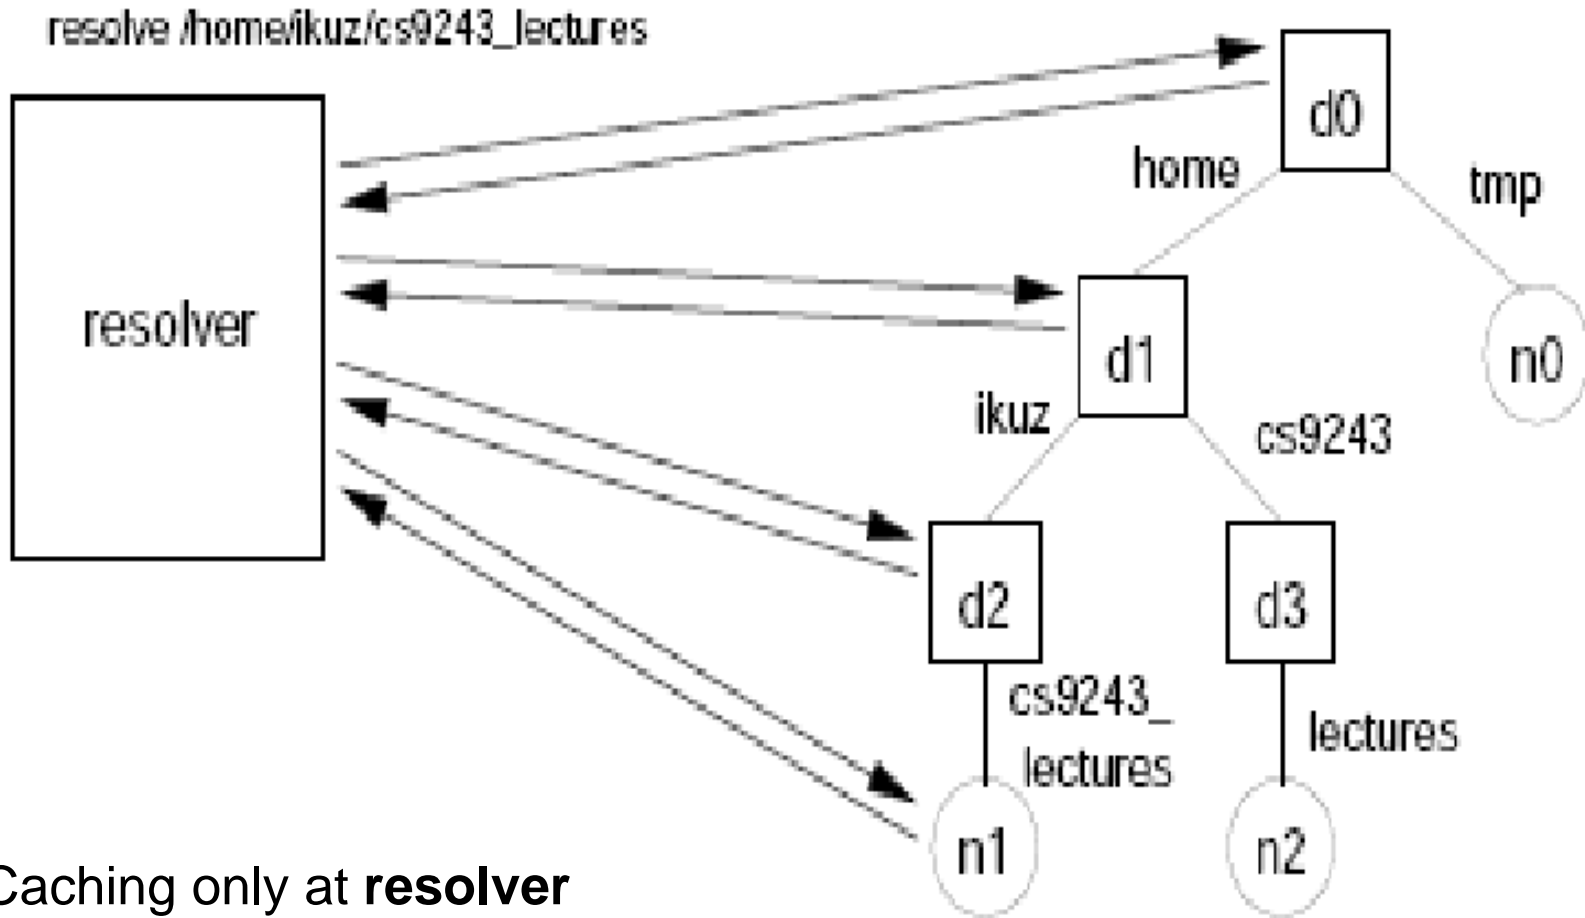 resolve /home/ikuz/cs9243_lectures
d0
home
tmp
resolver
d1
n0
ikuz
cs9243
d2
d3
cs9243_
lectures
lectures
n1
n2
Caching only at resolver